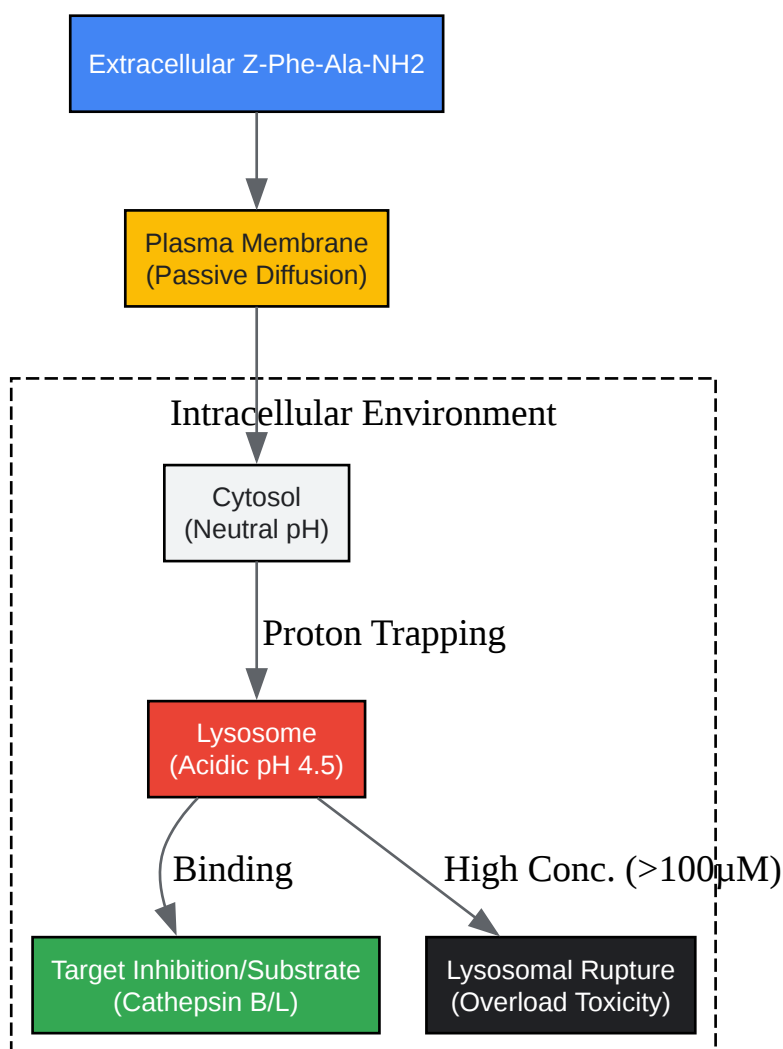 Extracellular Z-Phe-Ala-NH2
Plasma Membrane
(Passive Diffusion)
Intracellular Environment
Cytosol
(Neutral pH)
Proton Trapping
Lysosome
(Acidic pH 4.5)
Binding
High Conc. (>100µM)
Target Inhibition/Substrate
(Cathepsin B/L)
Lysosomal Rupture
(Overload Toxicity)